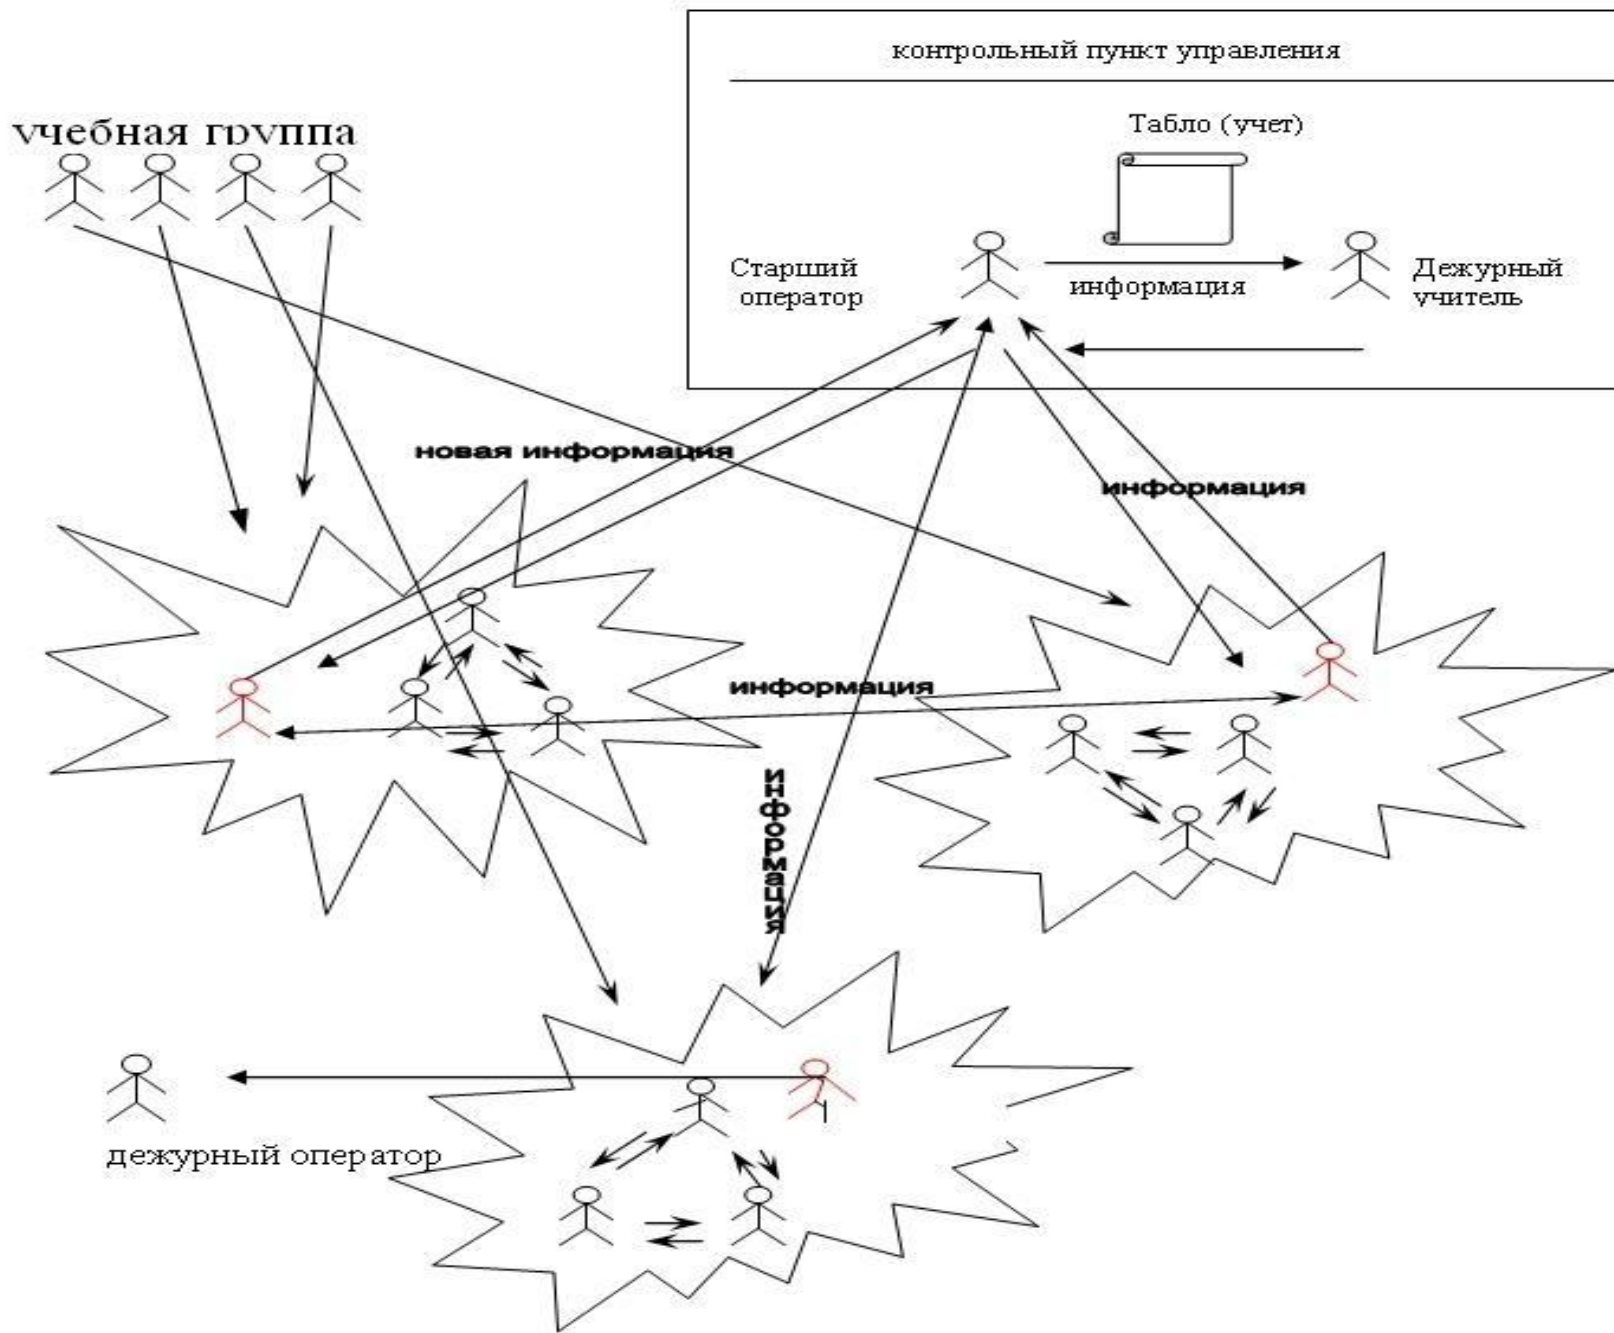 контрольный пункт управления
Табло (учет)
учебная группа
Старший
оператор
информация
Дежурный
учитель
новая информация
информация
информация
информация
дежурный оператор